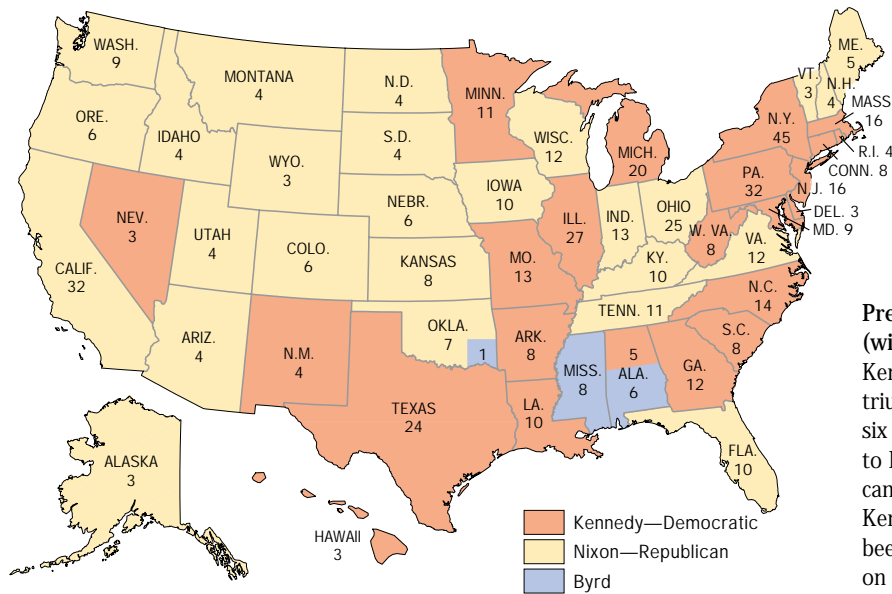 WASH.
9
ORE.
6
CALIF.
32
NEV.
3
IDAHO
4
MONTANA
4
WYO.
3
UTAH
4
ARIZ.
4
COLO.
6
N.M.
4
N.D.
4
S.D.
4
NEBR.
6
KANSAS
8
OKLA.
7
1
TEXAS
24
MINN.
11
IOWA
10
MO.
13
ARK.
8
LA.
10
WISC.
12
ILL.
27
MICH.
20
IND.
13
OHIO
25
KY.
10
TENN. 11
MISS.
8
5
ALA.
6
GA.
12
FLA.
10
S.C.
8
N.C.
14
VA.
12
W. VA.
8
PA.
32
N.Y.
45
VT.
3
N.H.
4
ME.
5
MASS
16
R.I. 4
CONN. 8
N.J. 16
DEL. 3
MD. 9
ALASKA
3
HAWAII
3
Kennedy—Democratic
Nixon—Republican
Byrd
Pre
(wi
Ken
triu
six
to
can
Ken
bee
on